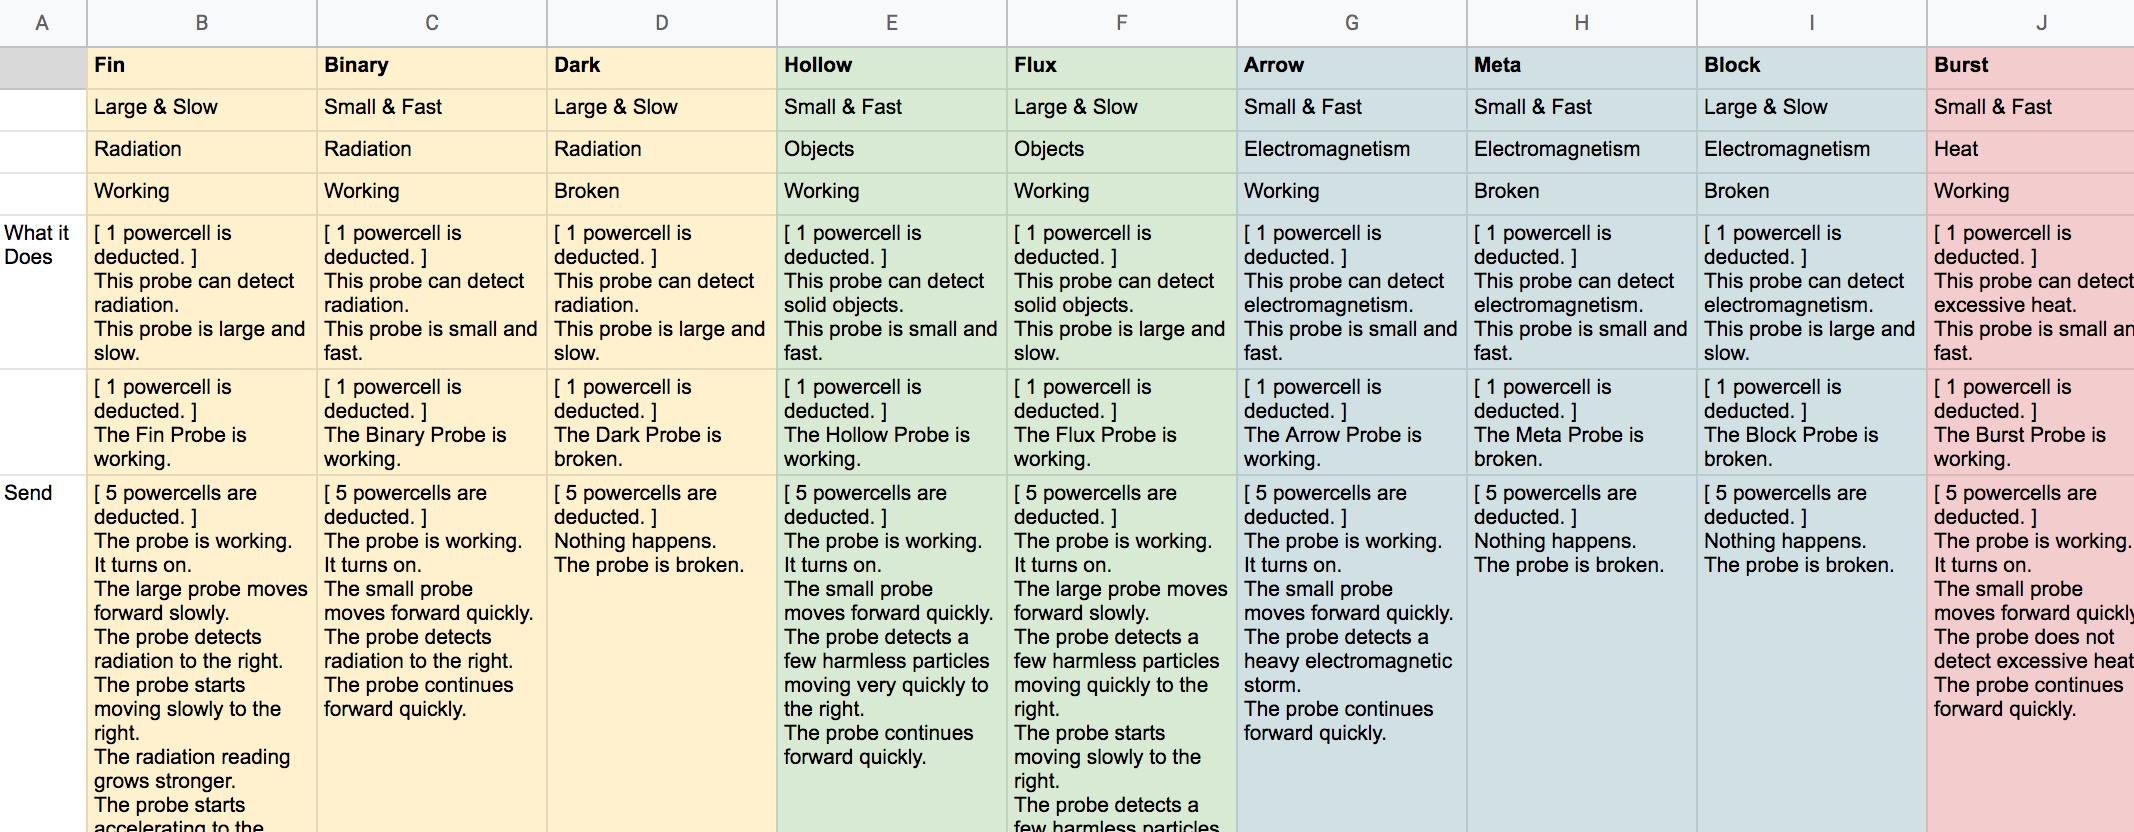 A B C D E F G H I J
Fin Binary Dark Hollow Flux Arrow Meta Block Burst
Large & Slow Small & Fast Large & Slow Small & Fast Large & Slow Small & Fast Small & Fast Large & Slow Small & Fast
Radiation Radiation Radiation Objects Objects Electromagnetism Electromagnetism Electromagnetism Heat
Working Working Broken Working Working Working Broken Broken Working
What it
Does
[ 1 powercell is
deducted. ]
This probe can detect
radiation.
This probe is large and
slow.
[ 1 powercell is
deducted. ]
This probe can detect
radiation.
This probe is small and
fast.
[ 1 powercell is
deducted. ]
This probe can detect
radiation.
This probe is large and
slow.
[ 1 powercell is
deducted. ]
This probe can detect
solid objects.
This probe is small and
fast.
[ 1 powercell is
deducted. ]
This probe can detect
solid objects.
This probe is large and
slow.
[ 1 powercell is
deducted. ]
This probe can detect
electromagnetism.
This probe is small and
fast.
[ 1 powercell is
deducted. ]
This probe can detect
electromagnetism.
This probe is small and
fast.
[ 1 powercell is
deducted. ]
This probe can detect
electromagnetism.
This probe is large and
slow.
[ 1 powercell is
deducted. ]
This probe can detect
excessive heat.
This probe is small an
fast.
[ 1 powercell is
deducted. ]
The Fin Probe is
working.
[ 1 powercell is
deducted. ]
The Binary Probe is
working.
[ 1 powercell is
deducted. ]
The Dark Probe is
broken.
[ 1 powercell is
deducted. ]
The Hollow Probe is
working.
[ 1 powercell is
deducted. ]
The Flux Probe is
working.
[ 1 powercell is
deducted. ]
The Arrow Probe is
working.
[ 1 powercell is
deducted. ]
The Meta Probe is
broken.
[ 1 powercell is
deducted. ]
The Block Probe is
broken.
[ 1 powercell is
deducted. ]
The Burst Probe is
working.
Send
[ 5 powercells are
deducted. ]
The probe is working.
It turns on.
The large probe moves
forward slowly.
The probe detects
radiation to the right.
The probe starts
moving slowly to the
right.
The radiation reading
grows stronger.
The probe starts
accelerating to the
[ 5 powercells are
deducted. ]
The probe is working.
It turns on.
The small probe
moves forward quickly.
The probe detects
radiation to the right.
The probe continues
forward quickly.
[ 5 powercells are
deducted. ]
Nothing happens.
The probe is broken.
[ 5 powercells are
deducted. ]
The probe is working.
It turns on.
The small probe
moves forward quickly.
The probe detects a
few harmless particles
moving very quickly to
the right.
The probe continues
forward quickly.
[ 5 powercells are
deducted. ]
The probe is working.
It turns on.
The large probe moves
forward slowly.
The probe detects a
few harmless particles
moving quickly to the
right.
The probe starts
moving slowly to the
right.
The probe detects a
few harmless particles
[ 5 powercells are
deducted. ]
The probe is working.
It turns on.
The small probe
moves forward quickly.
The probe detects a
heavy electromagnetic
storm.
The probe continues
forward quickly.
[ 5 powercells are
deducted. ]
Nothing happens.
The probe is broken.
[ 5 powercells are
deducted. ]
Nothing happens.
The probe is broken.
[ 5 powercells are
deducted. ]
The probe is working.
It turns on.
The small probe
moves forward quickly
The probe does not
detect excessive heat
The probe continues
forward quickly.